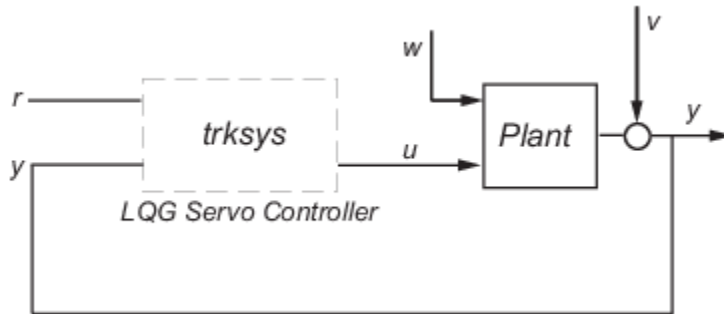 v
w
r
trksys
Plant
y
y
u
LQG Servo Controller